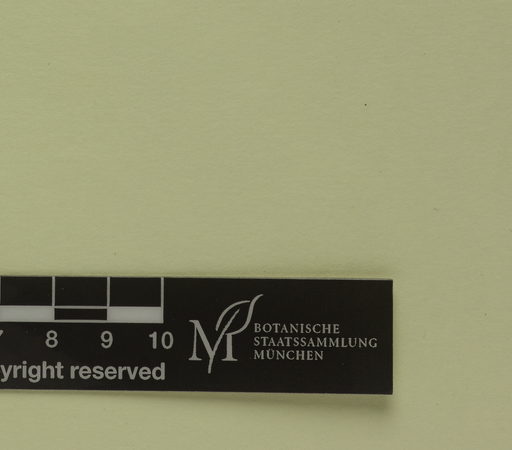 8 9 10
yright reserved
M
BOTANISCHE
STAATSSAMMLUNG
MÜNCHEN